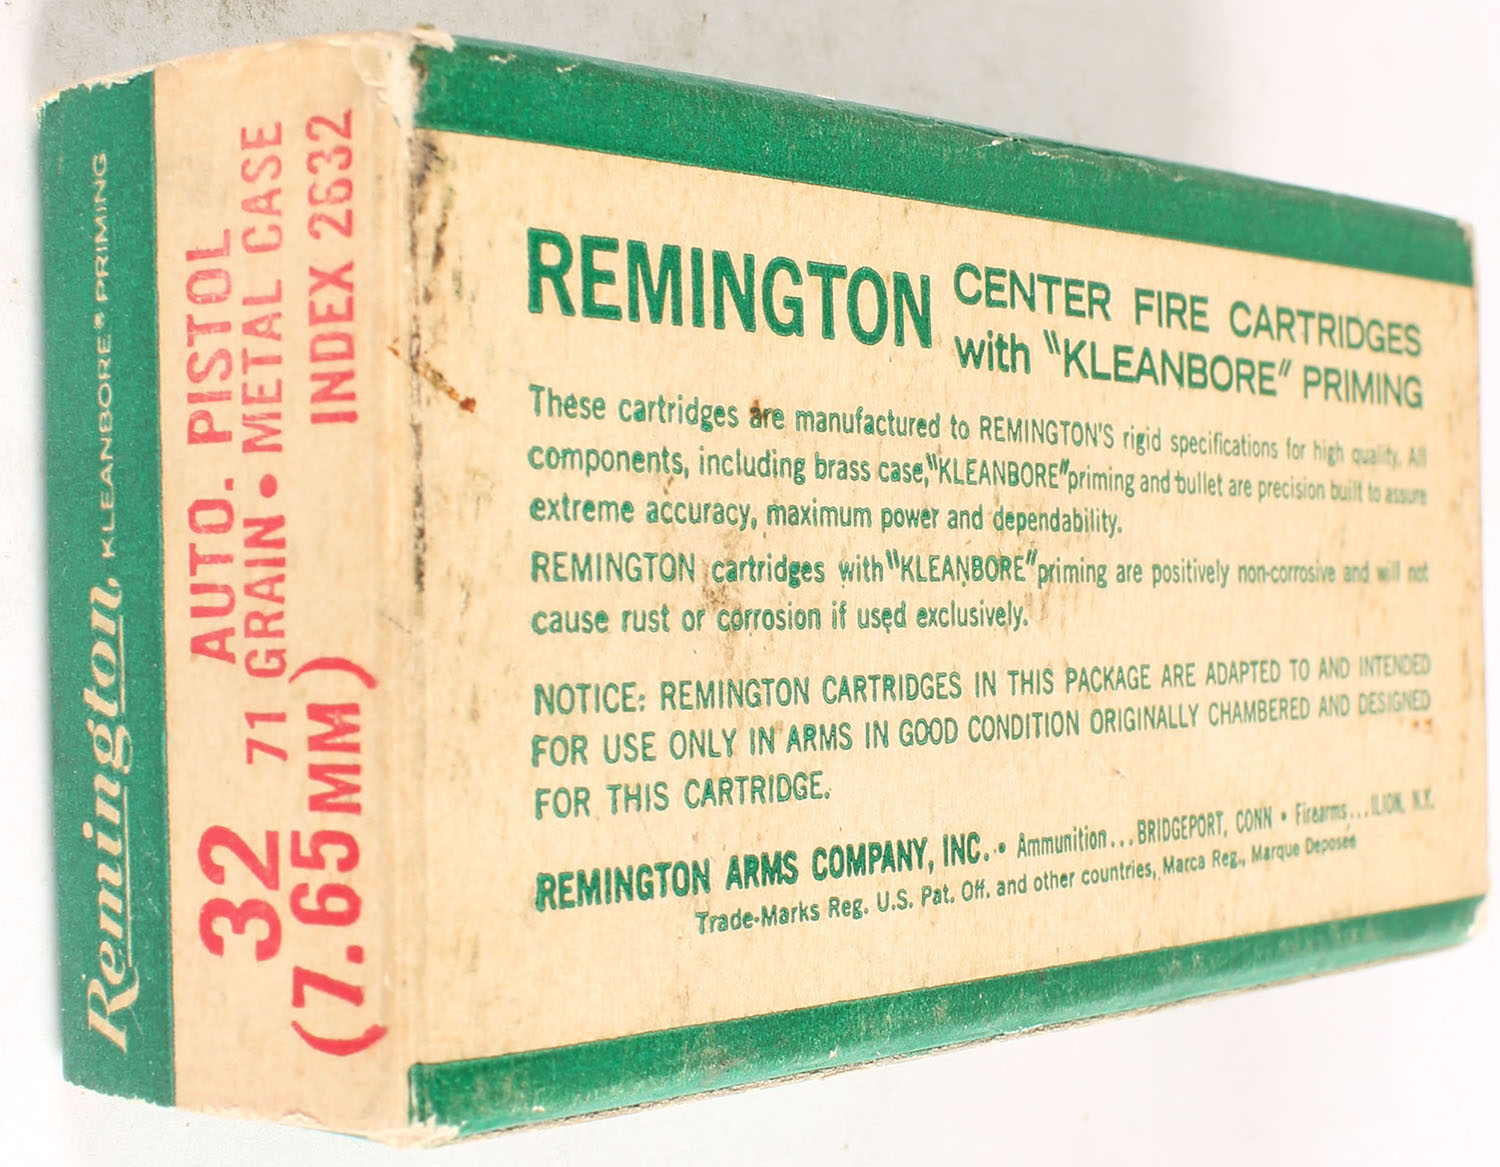 Remington, KLEANBORE® PRIMING
32 AUTO. PISTOL
71 GRAIN • METAL CASE
(7.65MM) INDEX 2632
REMINGTON CENTER FIRE CARTRIDGES
with "KLEANBORE" PRIMING
These cartridges are manufactured to REMINGTON'S rigid specifications for high quality. All
components, including brass case, "KLEANBORE" priming and bullet are precision built to assure
extreme accuracy, maximum power and dependability.
REMINGTON cartridges with "KLEANBORE" priming are positively non-corrosive and will not
cause rust or corrosion if used exclusively.
NOTICE: REMINGTON CARTRIDGES IN THIS PACKAGE ARE ADAPTED TO AND INTENDED
FOR USE ONLY IN ARMS IN GOOD CONDITION ORIGINALLY CHAMBERED AND DESIGNED
FOR THIS CARTRIDGE.
REMINGTON ARMS COMPANY, INC. • Ammunition...BRIDGEPORT, CONN • Firearms...ILION, N.Y.
Trade-Marks Reg. U.S. Pat. Off. and other countries, Marca Reg., Marque Deposée